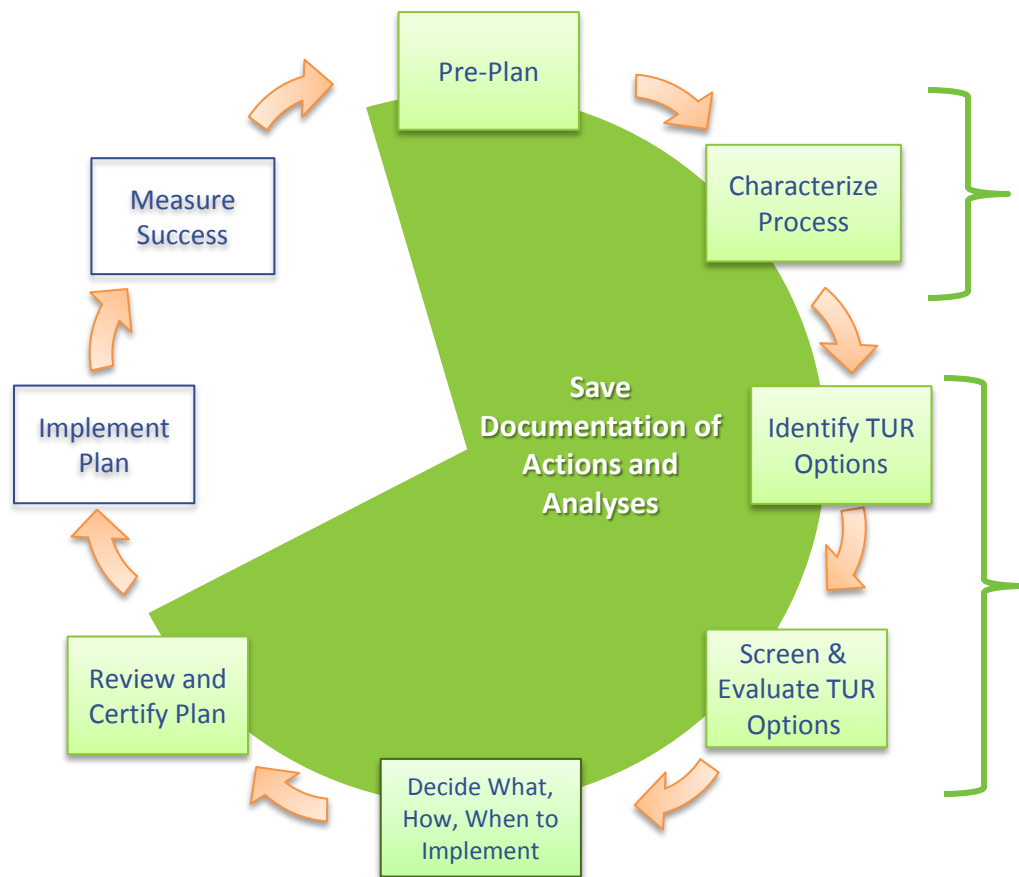 Pre-Plan
Characterize
Process
Identify TUR
Options
Screen &
Evaluate TUR
Options
Decide What,
How, When to
Implement
Review and
Certify Plan
Implement
Plan
Measure
Success
Save
Documentation of
Actions and
Analyses